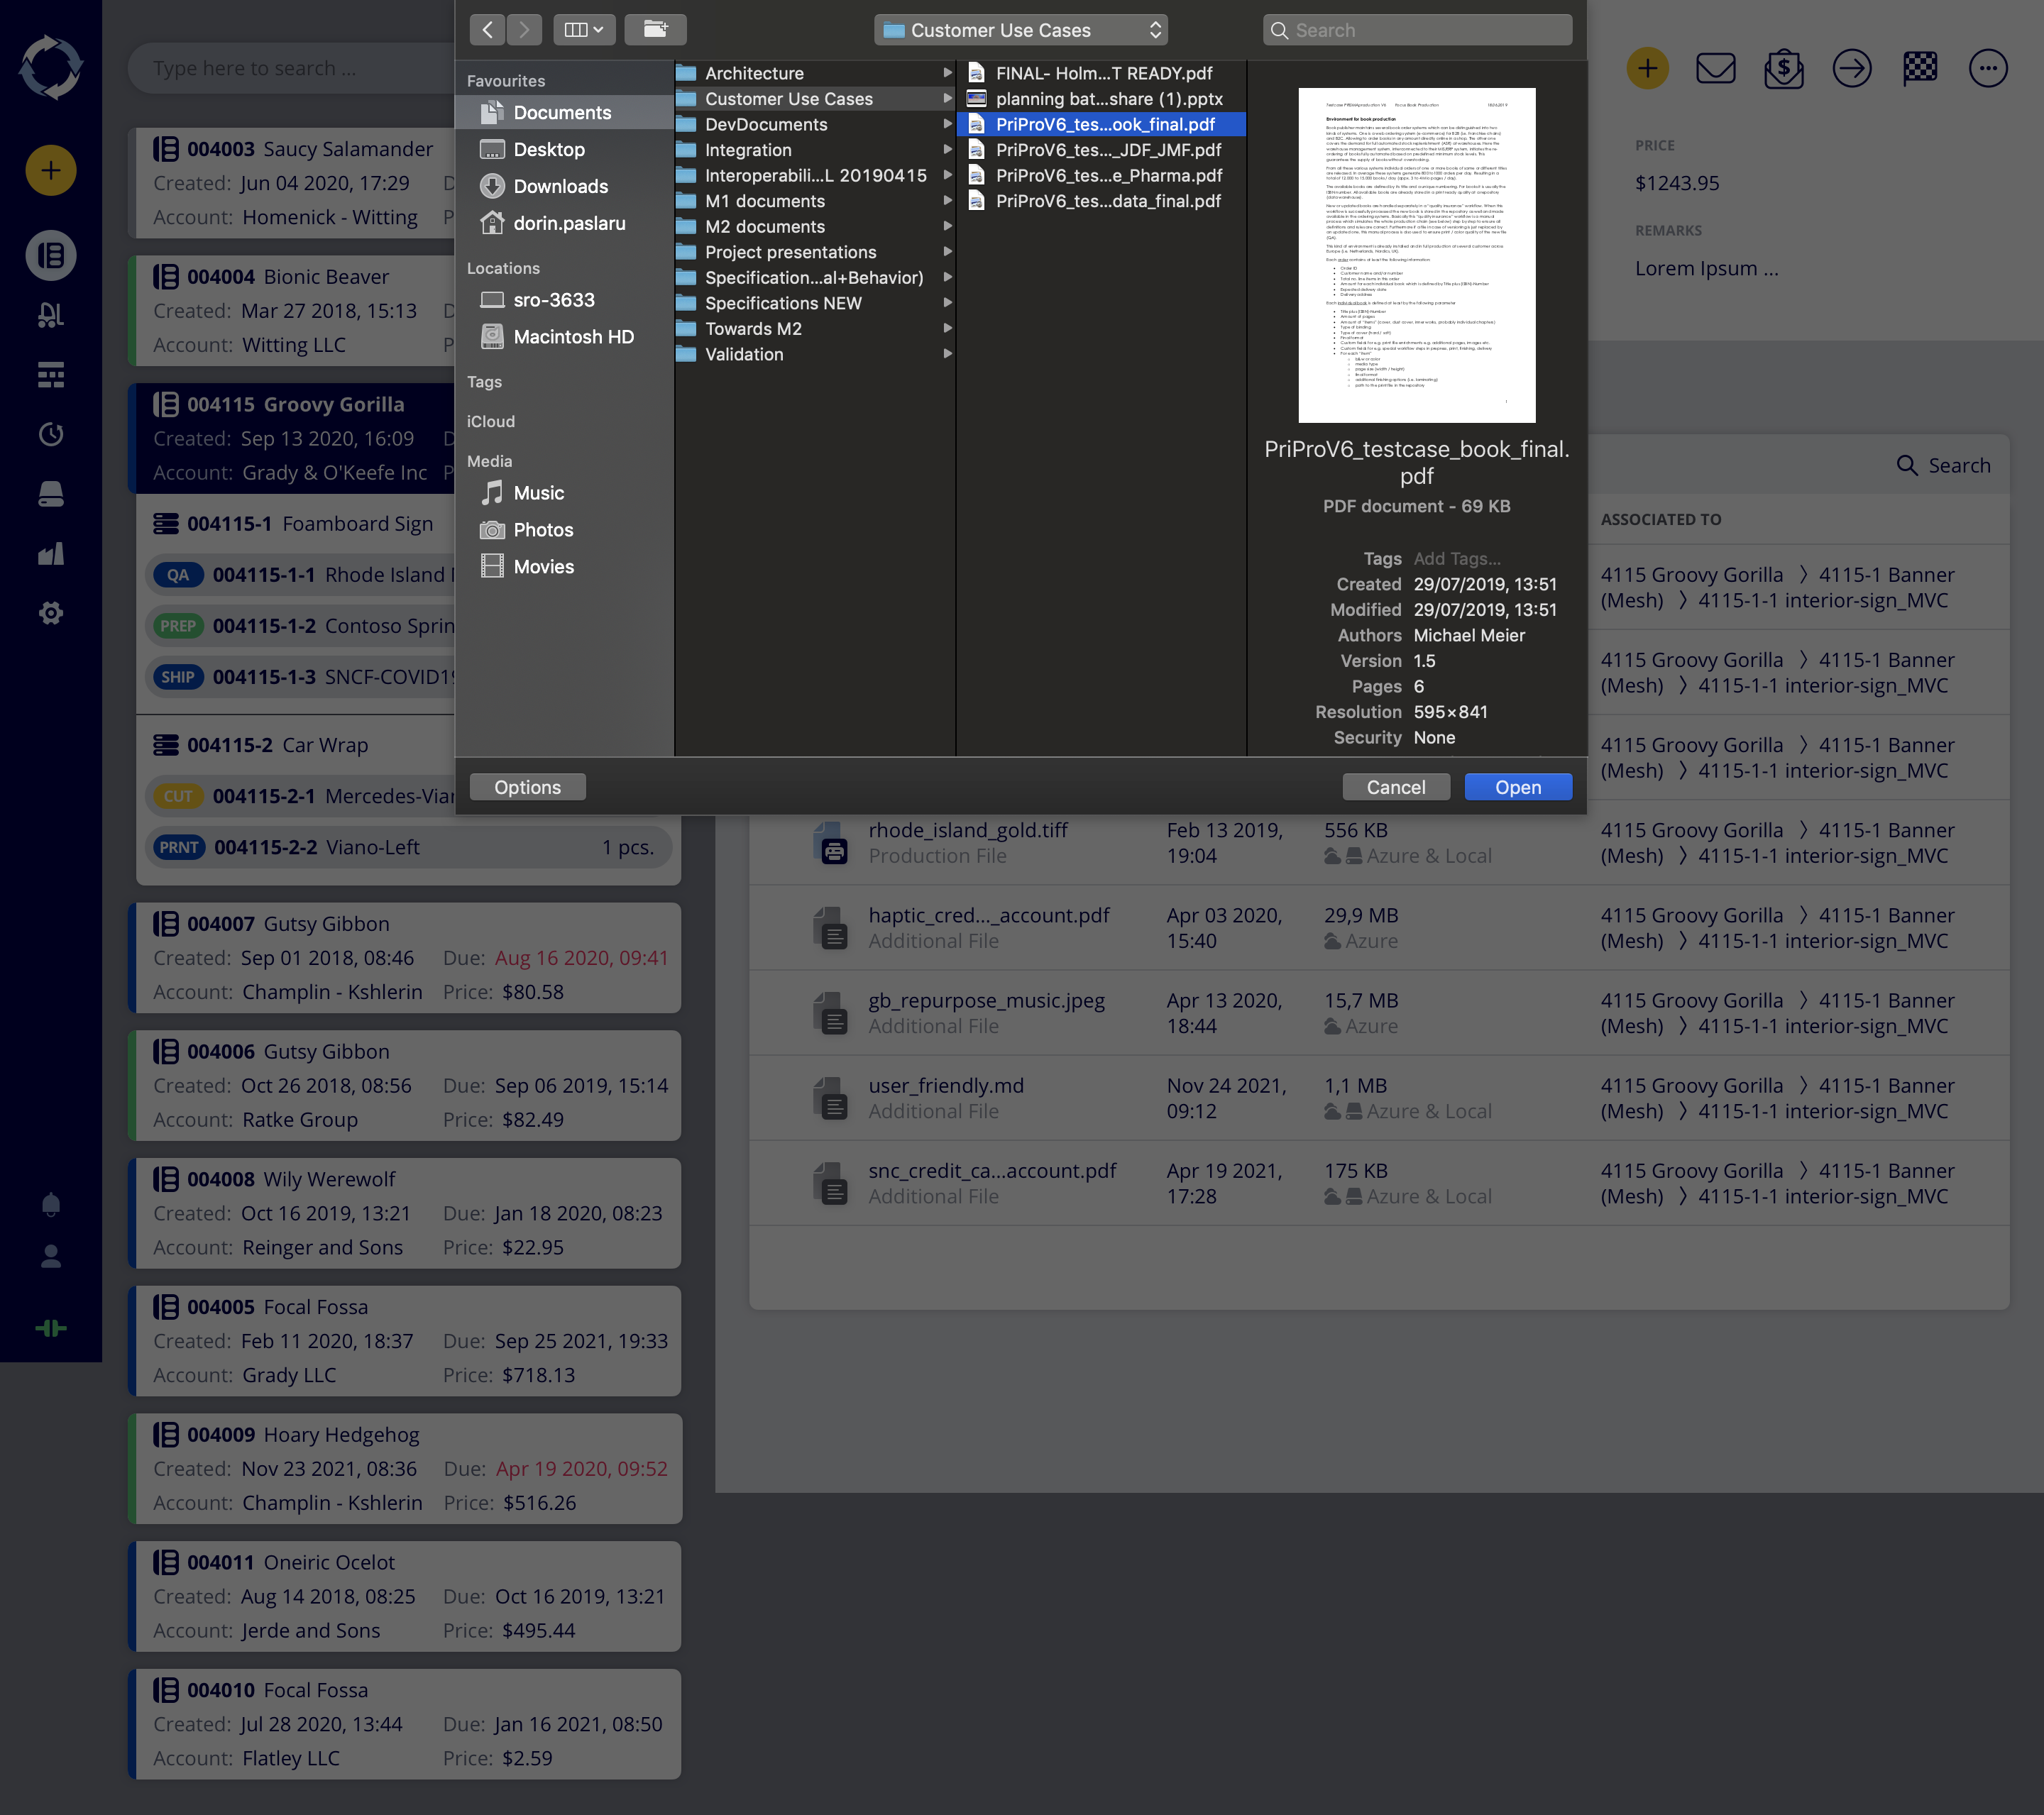 Type here to search ...
004003 Saucy Salamander
Created: Jun 04 2020, 17:29 D
Account: Homenick - Witting P
004004 Bionic Beaver
Created: Mar 27 2018, 15:13 D
Account: Witting LLC P
004115 Groovy Gorilla
Created: Sep 13 2020, 16:09 D
Account: Grady & O'Keefe Inc P
004115-1 Foamboard Sign
QA 004115-1-1 Rhode Island
PREP 004115-1-2 Contoso Sprin
SHIP 004115-1-3 SNCF-COVID19
004115-2 Car Wrap
CUT 004115-2-1 Mercedes-Viar
PRNT 004115-2-2 Viano-Left 1 pcs.
004007 Gutsy Gibbon
Created: Sep 01 2018, 08:46 Due: Aug 16 2020, 09:41
Account: Champlin - Kshlerin Price: $80.58
004006 Gutsy Gibbon
Created: Oct 26 2018, 08:56 Due: Sep 06 2019, 15:14
Account: Ratke Group Price: $82.49
004008 Wily Werewolf
Created: Oct 16 2019, 13:21 Due: Jan 18 2020, 08:23
Account: Reinger and Sons Price: $22.95
004005 Focal Fossa
Created: Feb 11 2020, 18:37 Due: Sep 25 2021, 19:33
Account: Grady LLC Price: $718.13
004009 Hoary Hedgehog
Created: Nov 23 2021, 08:36 Due: Apr 19 2020, 09:52
Account: Champlin - Kshlerin Price: $516.26
004011 Oneiric Ocelot
Created: Aug 14 2018, 08:25 Due: Oct 16 2019, 13:21
Account: Jerde and Sons Price: $495.44
004010 Focal Fossa
Created: Jul 28 2020, 13:44 Due: Jan 16 2021, 08:50
Account: Flatley LLC Price: $2.59
Customer Use Cases
Search
Favourites
Documents
Desktop
Downloads
dorin.paslaru
Locations
sro-3633
Macintosh HD
Tags
iCloud
Media
Music
Photos
Movies
Architecture
Customer Use Cases
DevDocuments
Integration
Interoperabili...L 20190415
M1 documents
M2 documents
Project presentations
Specification...al+Behavior)
Specifications NEW
Towards M2
Validation
FINAL- Holm...T READY.pdf
planning bat...share (1).pptx
PriProV6_tes...ook_final.pdf
PriProV6_tes..._JDF_JMF.pdf
PriProV6_tes...e_Pharma.pdf
PriProV6_tes...data_final.pdf
Environment for book production
PriProV6_testcase_book_final.
pdf
PDF document - 69 KB
Tags Add Tags...
Created 29/07/2019, 13:51
Modified 29/07/2019, 13:51
Authors Michael Meier
Version 1.5
Pages 6
Resolution 595×841
Security None
Options
Cancel
Open
PRICE
$1243.95
REMARKS
Lorem Ipsum ...
Search
ASSOCIATED TO
4115 Groovy Gorilla 〉4115-1 Banner
(Mesh) 〉4115-1-1 interior-sign_MVC
4115 Groovy Gorilla 〉4115-1 Banner
(Mesh) 〉4115-1-1 interior-sign_MVC
4115 Groovy Gorilla 〉4115-1 Banner
(Mesh) 〉4115-1-1 interior-sign_MVC
rhode_island_gold.tiff Feb 13 2019, 556 KB 4115 Groovy Gorilla 〉4115-1 Banner
Production File 19:04 Azure & Local (Mesh) 〉4115-1-1 interior-sign_MVC
haptic_cred..._account.pdf Apr 03 2020, 29,9 MB 4115 Groovy Gorilla 〉4115-1 Banner
Additional File 15:40 Azure (Mesh) 〉4115-1-1 interior-sign_MVC
gb_repurpose_music.jpeg Apr 13 2020, 15,7 MB 4115 Groovy Gorilla 〉4115-1 Banner
Additional File 18:44 Azure (Mesh) 〉4115-1-1 interior-sign_MVC
user_friendly.md Nov 24 2021, 1,1 MB 4115 Groovy Gorilla 〉4115-1 Banner
Additional File 09:12 Azure & Local (Mesh) 〉4115-1-1 interior-sign_MVC
snc_credit_ca...account.pdf Apr 19 2021, 175 KB 4115 Groovy Gorilla 〉4115-1 Banner
Additional File 17:28 Azure & Local (Mesh) 〉4115-1-1 interior-sign_MVC